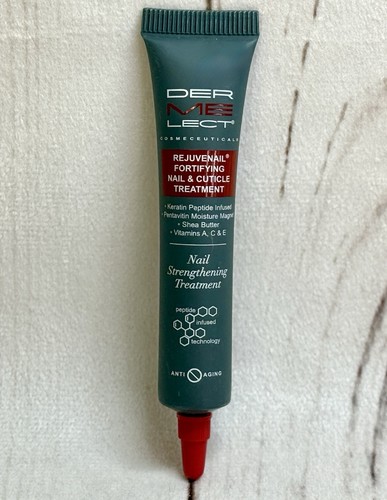 DER
ME
LECT®
COSMECEUTICALS
REJUVENAIL®
FORTIFYING
NAIL & CUTICLE
TREATMENT
• Keratin Peptide Infused
• Pentavitin Moisture Magnet
• Shea Butter
• Vitamins A, C & E
Nail
Strengthening
Treatment
peptide
infused
technology
ANTI AGING